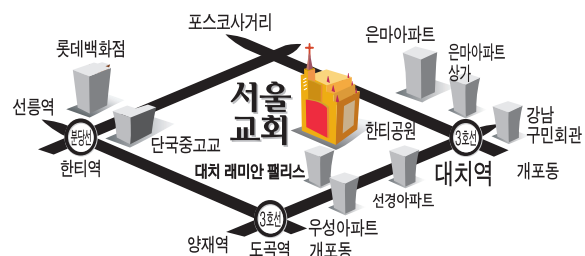 포스코사거리
은마아파트
은마아파트
상가
롯데백화점
서울
교회
선릉역
분당선
단국중고교
한티공원
3호선
강남
구민회관
한티역
대치 래미안 팰리스
대치역
개포동
선경아파트
3호선
우성아파트
양재역
도곡역
개포동